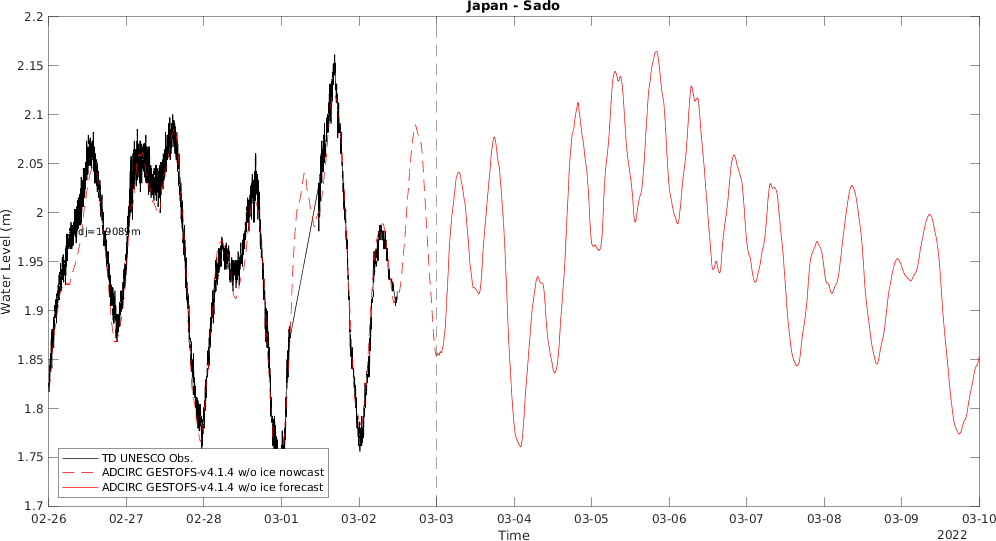 Japan - Sado
Water Level (m)
2.2
2.15
2.1
2.05
2
1.95
1.9
1.85
1.8
1.75
1.7
dj=1.9089m
TD UNESCO Obs.
ADCIRC GESTOFS-v4.1.4 w/o ice nowcast
ADCIRC GESTOFS-v4.1.4 w/o ice forecast
02-26 02-27 02-28 03-01 03-02 03-03 03-04 03-05 03-06 03-07 03-08 03-09 03-10
Time
2022